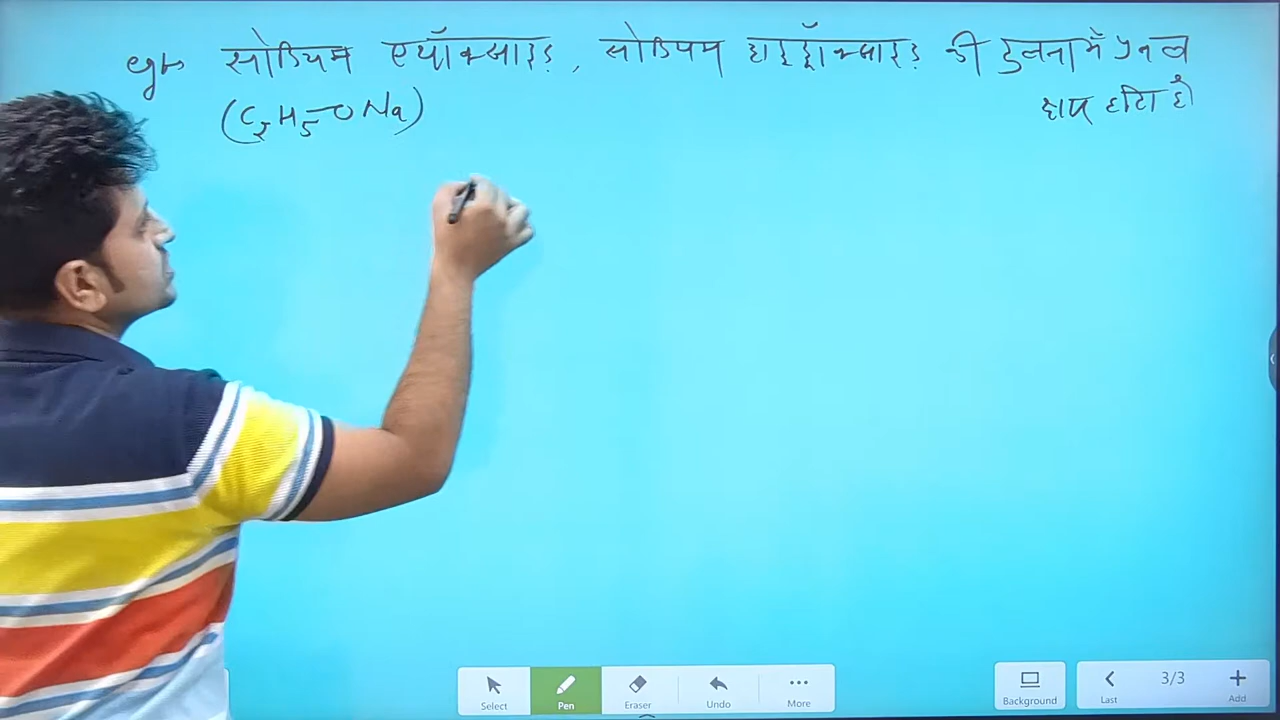 सोडियम एथॉक्साइड, सोडियम हाइड्रॉक्साइड की तुलना में प्रबल
(C₂H₅-ONa)
क्षार होता है
Select
Pen
Eraser
Undo
More
Background
Last
3/3
Add